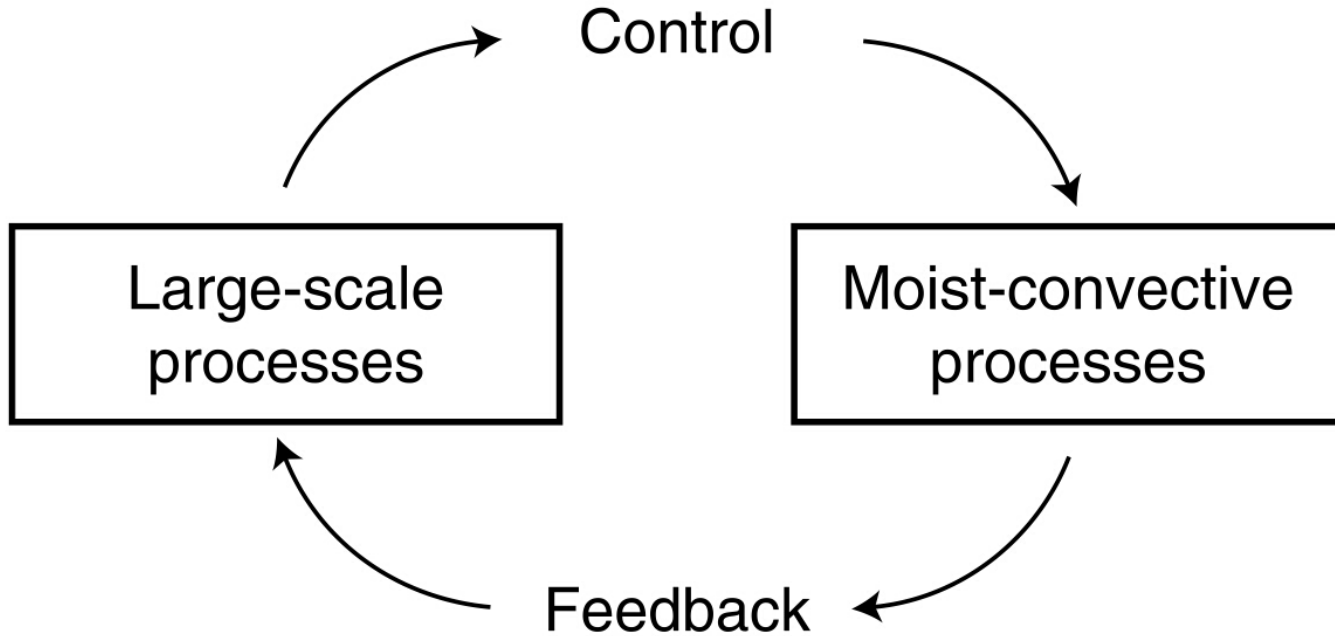 Control
Large-scale
processes
Moist-convective
processes
Feedback